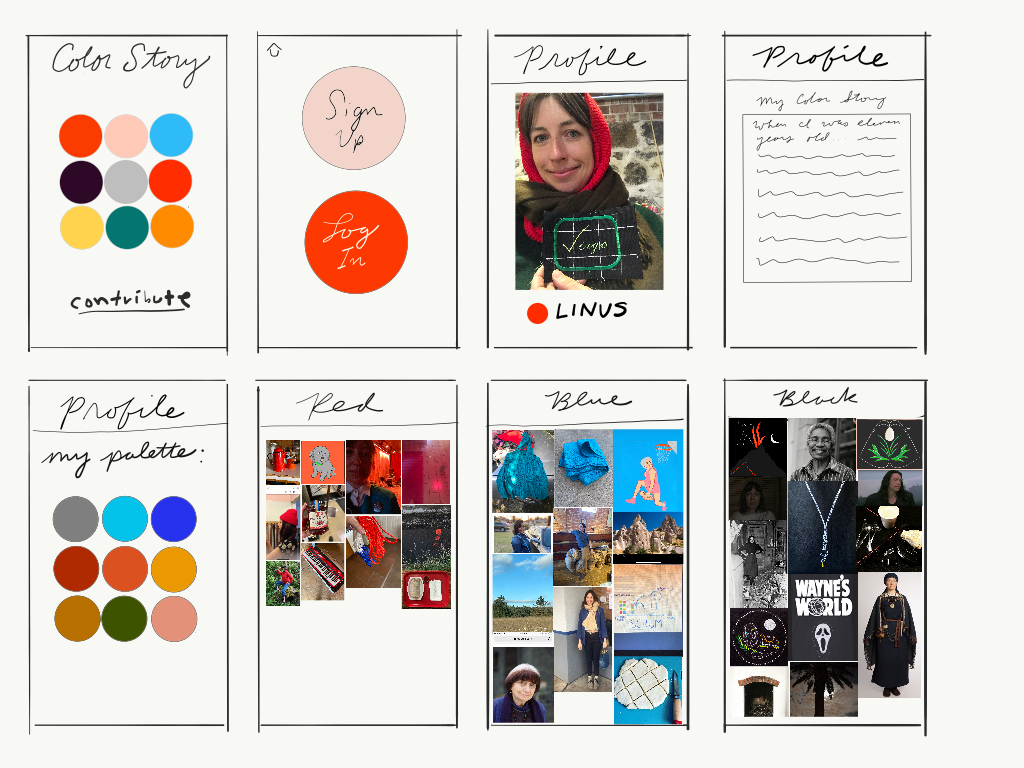 Color Story
contribute
Sign
Up
Log
In
Profile
LINUS
Profile
My Color Story
When I was eleven
years old...
Profile
my palette:
Red
Blue
Black
WAYNE'S
WORLD